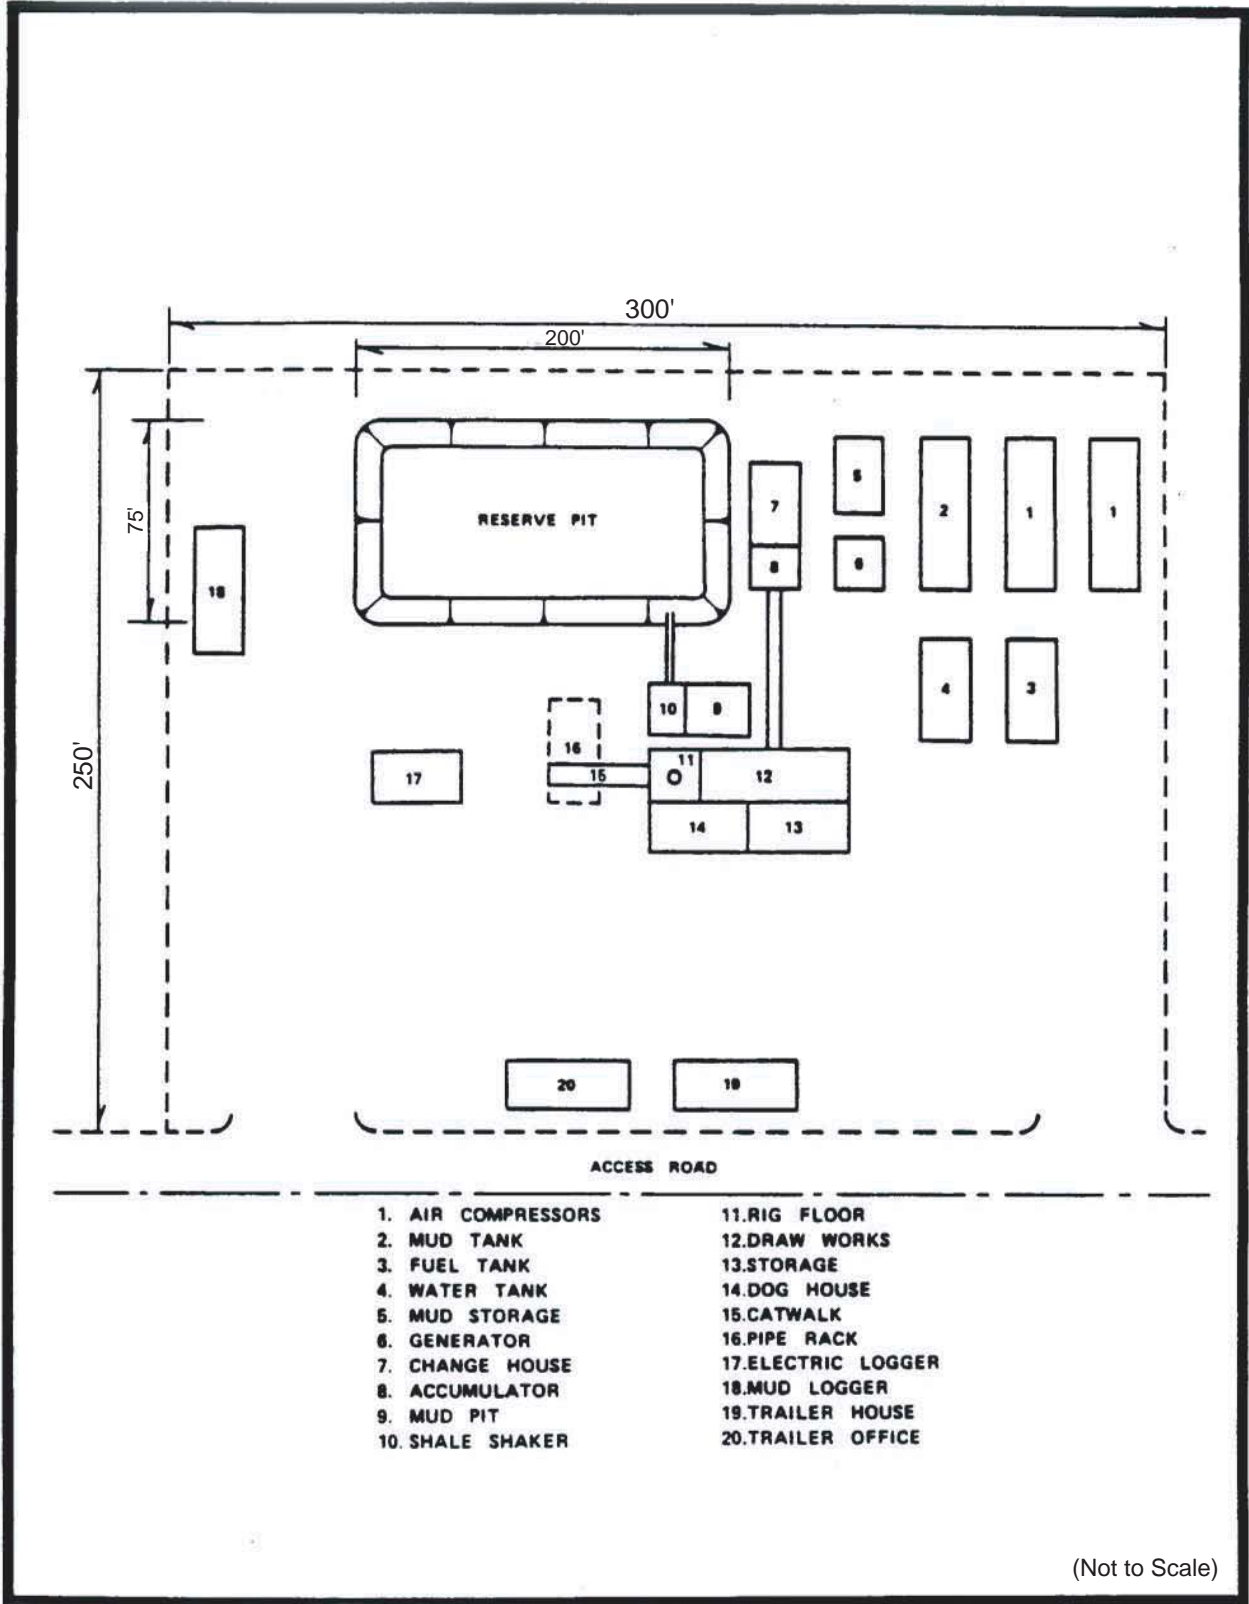 300'
200'
75'
250'
RESERVE PIT
5
7
2
1
1
8
6
18
4
3
10
9
16
11
17
15
12
14
13
20
19
ACCESS ROAD
1. AIR COMPRESSORS
2. MUD TANK
3. FUEL TANK
4. WATER TANK
5. MUD STORAGE
6. GENERATOR
7. CHANGE HOUSE
8. ACCUMULATOR
9. MUD PIT
10. SHALE SHAKER
11.RIG FLOOR
12.DRAW WORKS
13.STORAGE
14.DOG HOUSE
15.CATWALK
16.PIPE RACK
17.ELECTRIC LOGGER
18.MUD LOGGER
19.TRAILER HOUSE
20.TRAILER OFFICE
(Not to Scale)